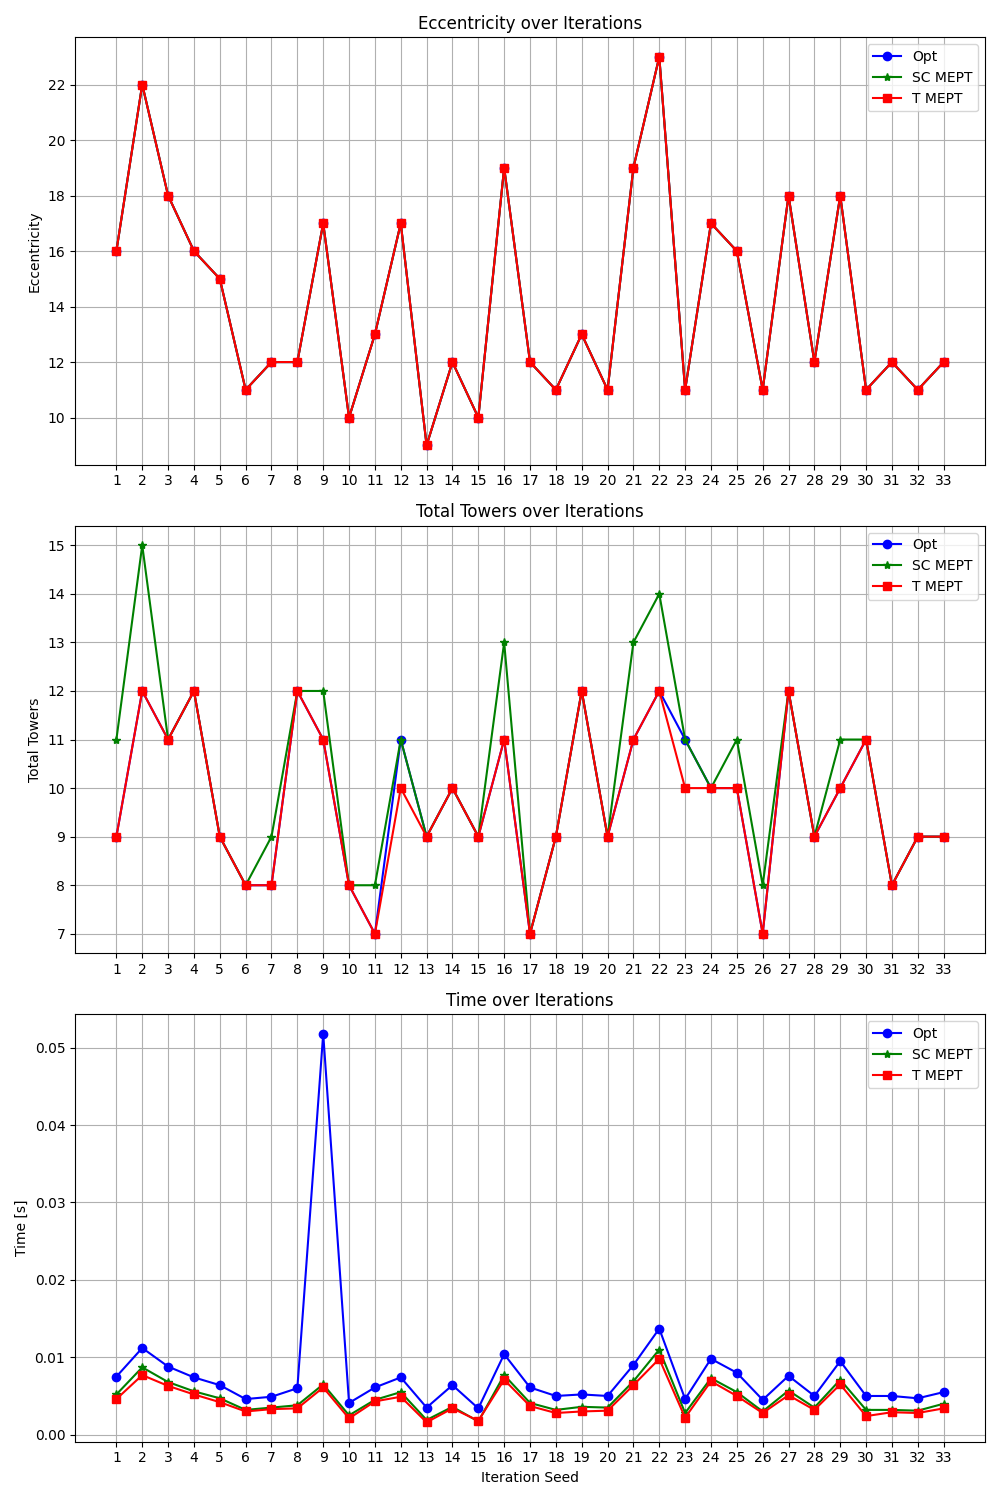 Eccentricity over Iterations
Eccentricity
22
20
18
16
14
12
10
Opt
SC MEPT
T MEPT
1 2 3 4 5 6 7 8 9 10 11 12 13 14 15 16 17 18 19 20 21 22 23 24 25 26 27 28 29 30 31 32 33
Total Towers over Iterations
Total Towers
15
14
13
12
11
10
9
8
7
Opt
SC MEPT
T MEPT
1 2 3 4 5 6 7 8 9 10 11 12 13 14 15 16 17 18 19 20 21 22 23 24 25 26 27 28 29 30 31 32 33
Time over Iterations
Time [s]
0.05
0.04
0.03
0.02
0.01
0.00
Opt
SC MEPT
T MEPT
1 2 3 4 5 6 7 8 9 10 11 12 13 14 15 16 17 18 19 20 21 22 23 24 25 26 27 28 29 30 31 32 33
Iteration Seed